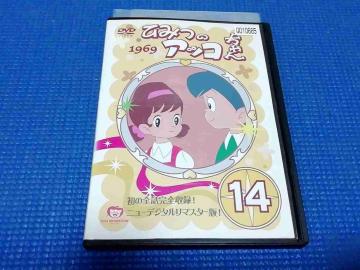 DVD
1969
ひみつの
アッコちゃん
0010685
14
初の全話完全収録!
ニューデジタルリマスター版!